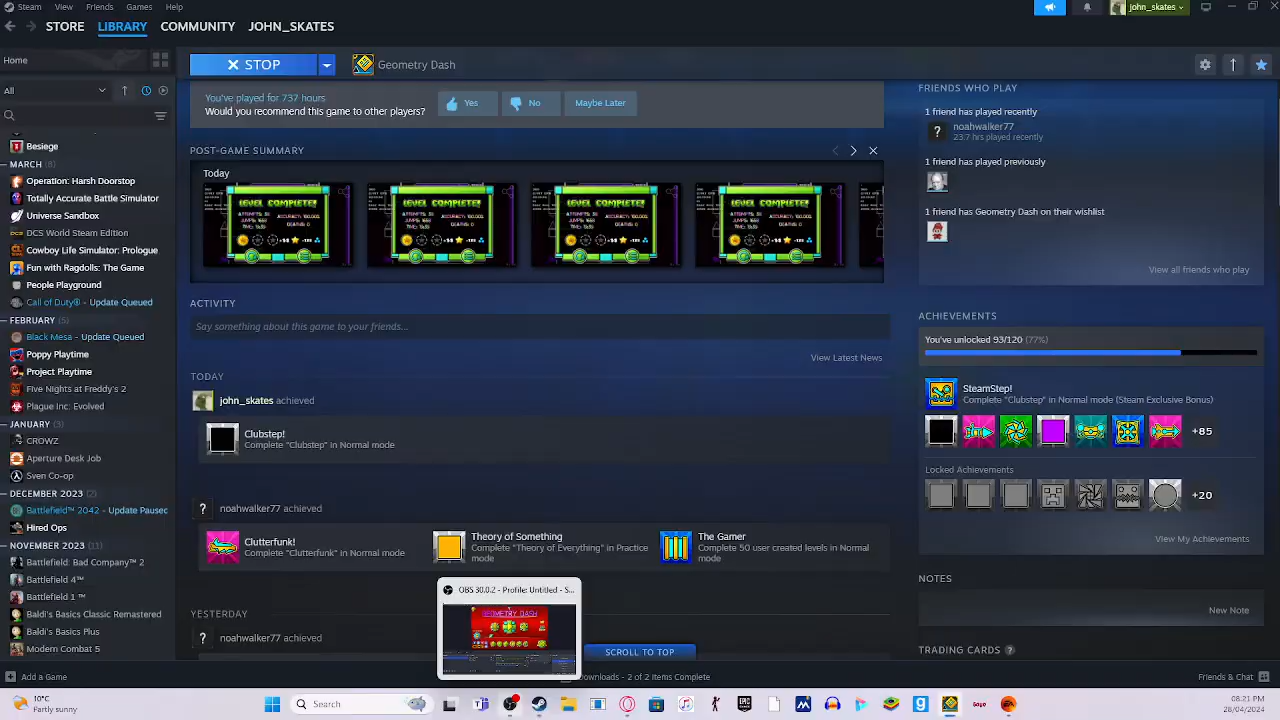 Steam View Friends Games Help
john_skates
STORE LIBRARY COMMUNITY JOHN_SKATES
Home
STOP
Geometry Dash
All
Besiege
MARCH (8)
Operation: Harsh Doorstop
Totally Accurate Battle Simulator
Universe Sandbox
DCS World Steam Edition
Cowboy Life Simulator: Prologue
Fun with Ragdolls: The Game
People Playground
Call of Duty® - Update Queued
FEBRUARY (5)
Black Mesa - Update Queued
Poppy Playtime
Project Playtime
Five Nights at Freddy's 2
Plague Inc: Evolved
JANUARY (3)
CROWZ
Aperture Desk Job
Sven Co-op
DECEMBER 2023 (2)
Battlefield™ 2042 - Update Paused
Hired Ops
NOVEMBER 2023 (11)
Battlefield: Bad Company™ 2
Battlefield 4™
Battlefield 1 ™
Baldi's Basics Classic Remastered
Baldi's Basics Plus
Modern Combat 5
Add a Game
You've played for 737 hours
Would you recommend this game to other players?
Yes
No
Maybe Later
POST-GAME SUMMARY
Today
LEVEL COMPLETE!
LEVEL COMPLETE!
LEVEL COMPLETE!
LEVEL COMPLETE!
ACTIVITY
Say something about this game to your friends...
View Latest News
TODAY
john_skates achieved
Clubstep!
Complete "Clubstep" in Normal mode
noahwalker77 achieved
Clutterfunk!
Complete "Clutterfunk" in Normal mode
Theory of Something
Complete "Theory of Everything" in Practice
mode
The Gamer
Complete 50 user created levels in Normal
mode
YESTERDAY
noahwalker77 achieved
OBS 30.0.2 - Profile: Untitled - S...
GEOMETRY DASH
SCROLL TO TOP
ownloads - 2 of 2 Items Complete
FRIENDS WHO PLAY
1 friend has played recently
noahwalker77
23.7 hrs played recently
1 friend has played previously
1 friend has Geometry Dash on their wishlist
View all friends who play
ACHIEVEMENTS
You've unlocked 93/120 (77%)
SteamStep!
Complete "Clubstep" in Normal mode (Steam Exclusive Bonus)
+85
Locked Achievements
+20
View My Achievements
NOTES
New Note
TRADING CARDS ?
Friends & Chat
10°C
Partly sunny
Search
EPIC
08:21 PM
28/04/2024